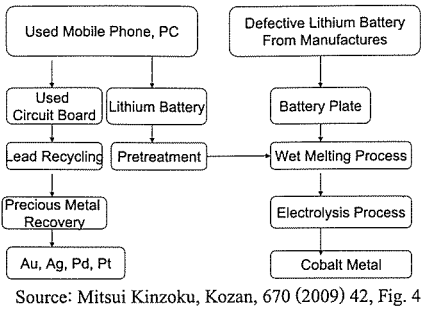 Used Mobile Phone, PC
Defective Lithium Battery
From Manufactures
Used
Circuit Board
Lithium Battery
Battery Plate
Lead Recycling
Pretreatment
Wet Melting Process
Precious Metal
Recovery
Electrolysis Process
Au, Ag, Pd, Pt
Cobalt Metal
Source: Mitsui Kinzoku, Kozan, 670 (2009) 42, Fig. 4